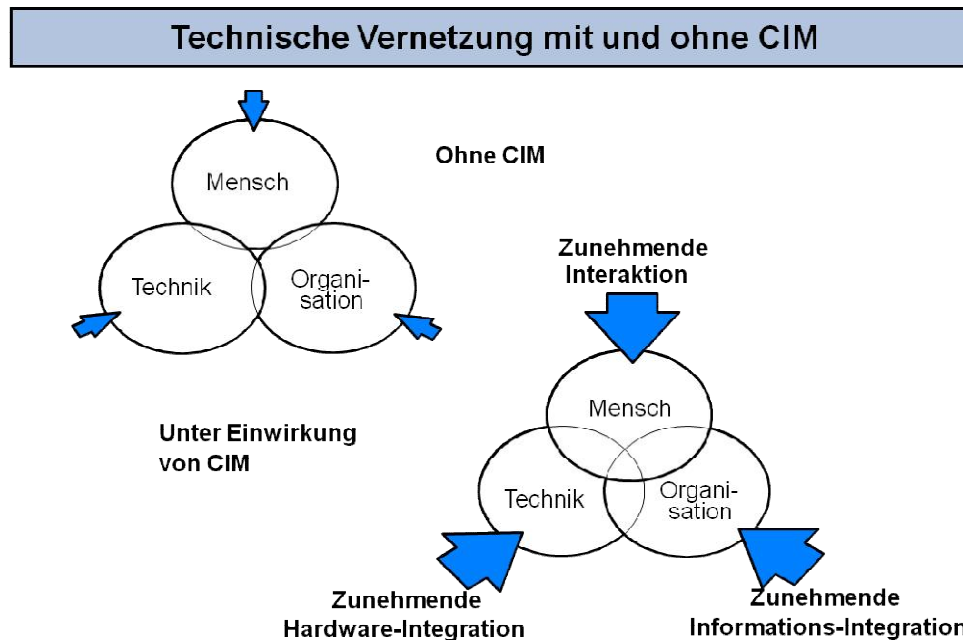 Technische Vernetzung mit und ohne CIM
Ohne CIM
Mensch
Technik
Organi-
sation
Unter Einwirkung
von CIM
Zunehmende
Interaktion
Mensch
Technik
Organi-
sation
Zunehmende
Hardware-Integration
Zunehmende
Informations-Integration